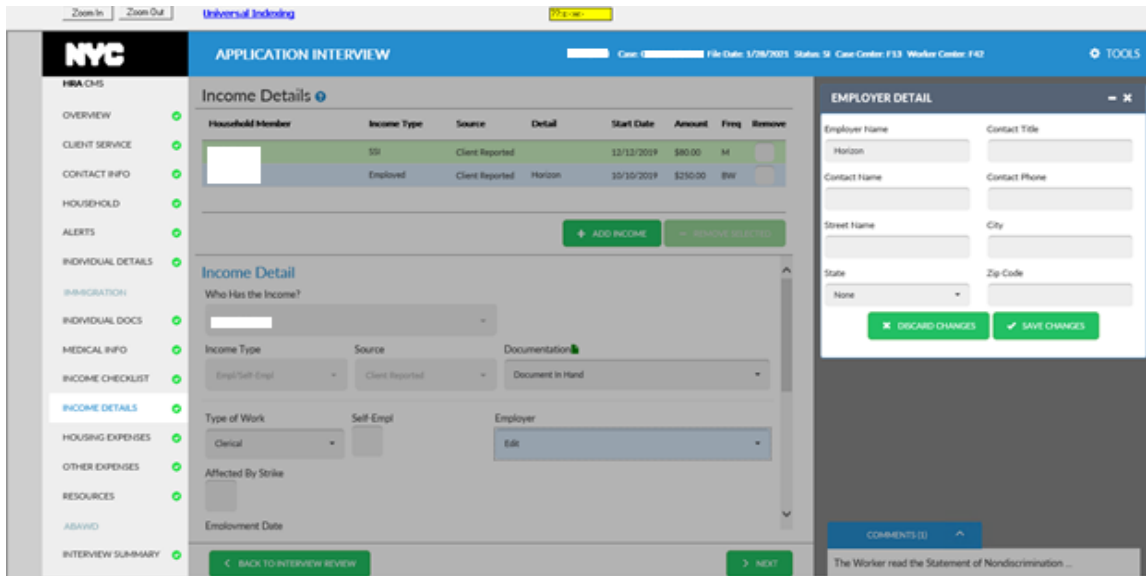 Zoom In Zoom Out Universal Indexing
NYC APPLICATION INTERVIEW Case: File Date: 1/28/2021 Status: SI Case Center: F13 Worker Center: F42 TOOLS
HRA CMS
OVERVIEW
CLIENT SERVICE
CONTACT INFO
HOUSEHOLD
ALERTS
INDIVIDUAL DETAILS
IMMIGRATION
INDIVIDUAL DOCS
MEDICAL INFO
INCOME CHECKLIST
INCOME DETAILS
HOUSING EXPENSES
OTHER EXPENSES
RESOURCES
ABAWD
INTERVIEW SUMMARY
Income Details
Household Member Income Type Source Detail Start Date Amount Freq Remove
SSI Client Reported 12/12/2019 $80.00 M
Employed Client Reported Horizon 10/10/2019 $250.00 BW
+ ADD INCOME - REMOVE SELECTED
Income Detail
Who Has the Income?
Income Type Source Documentation
Empl/Self-Empl Client Reported Document In Hand
Type of Work Self-Empl Employer
Clerical Edit
Affected By Strike
Employment Date
BACK TO INTERVIEW REVIEW NEXT
EMPLOYER DETAIL
Employer Name Contact Title
Horizon
Contact Name Contact Phone
Street Name City
State Zip Code
None
DISCARD CHANGES SAVE CHANGES
COMMENTS (1)
The Worker read the Statement of Nondiscrimination ...